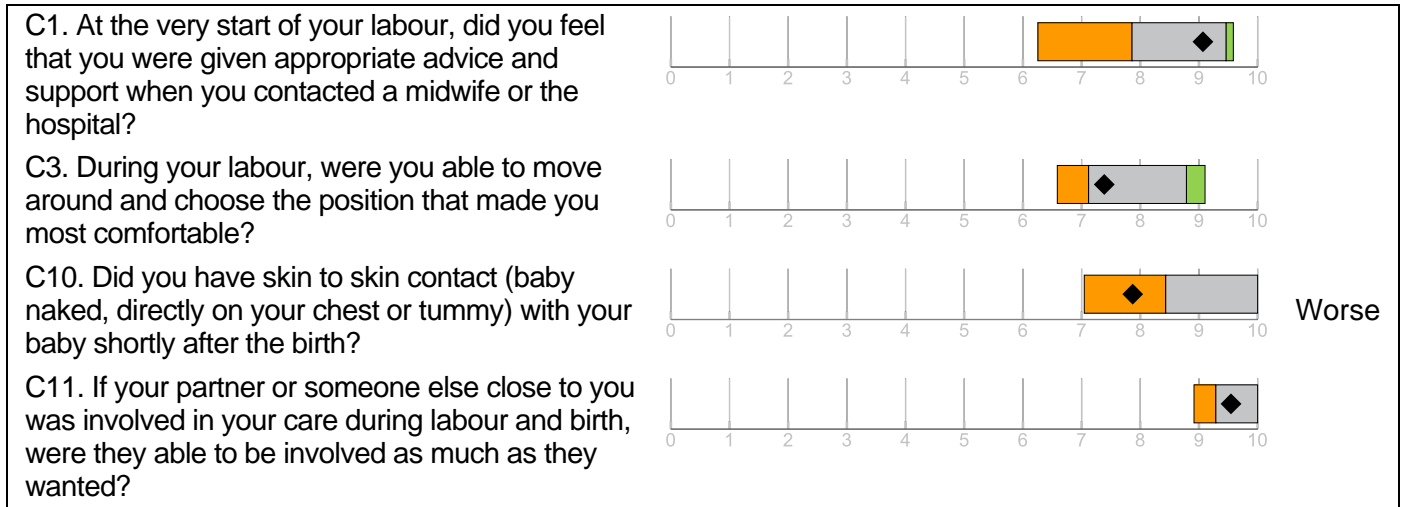 C1. At the very start of your labour, did you feel
that you were given appropriate advice and
support when you contacted a midwife or the
hospital?
0 1 2 3 4 5 6 7 8 9 10
C3. During your labour, were you able to move
around and choose the position that made you
most comfortable?
0 1 2 3 4 5 6 7 8 9 10
C10. Did you have skin to skin contact (baby
naked, directly on your chest or tummy) with your
baby shortly after the birth?
0 1 2 3 4 5 6 7 8 9 10
Worse
C11. If your partner or someone else close to you
was involved in your care during labour and birth,
were they able to be involved as much as they
wanted?
0 1 2 3 4 5 6 7 8 9 10